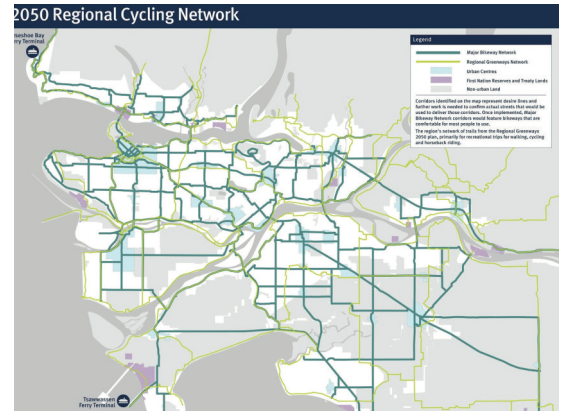 2050 Regional Cycling Network
seshoe Bay
erry Terminal
Legend
Major Bikeway Network
Regional Greenways Network
Urban Centres
First Nation Reserves and Treaty Lands
Non-urban Land
Corridors identified on the map represent desire lines and
further work is needed to confirm actual streets that would be
used to deliver those corridors. Once implemented, Major
Bikeway Network corridors would feature bikeways that are
comfortable for most people to use.
The region's network of trails from the Regional Greenways
2050 plan, primarily for recreational trips for walking, cycling
and horseback riding.
Tsawwassen
Ferry Terminal